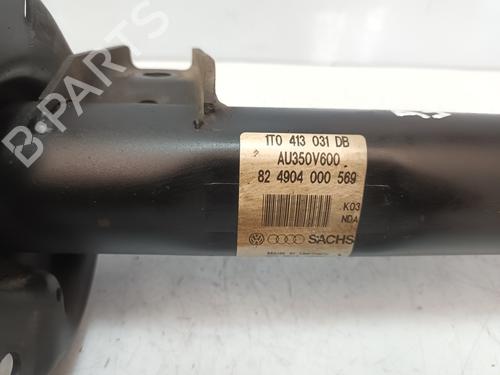 B-PARTS
1T0 413 031 DB
AU350V600
82 4904 000 569
K03
NDA
SACHS